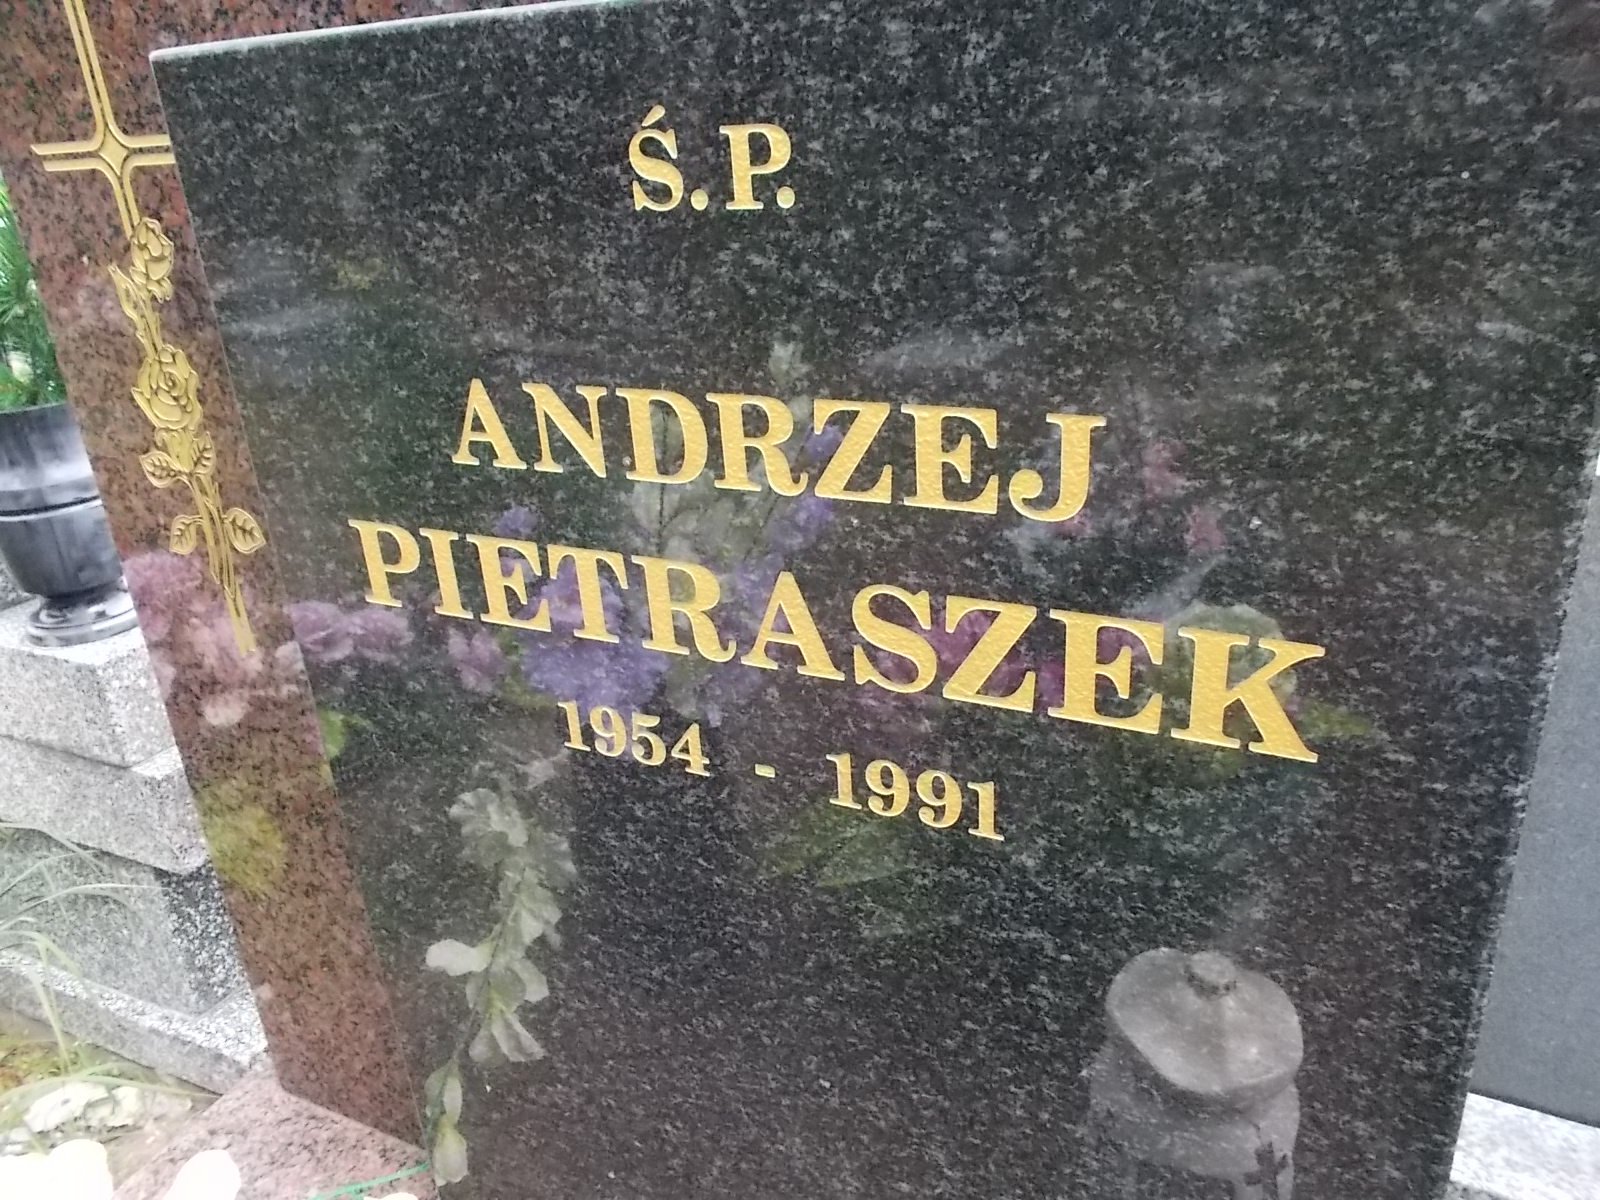 Ś.P.
ANDRZEJ
PIETRASZEK
1954 - 1991